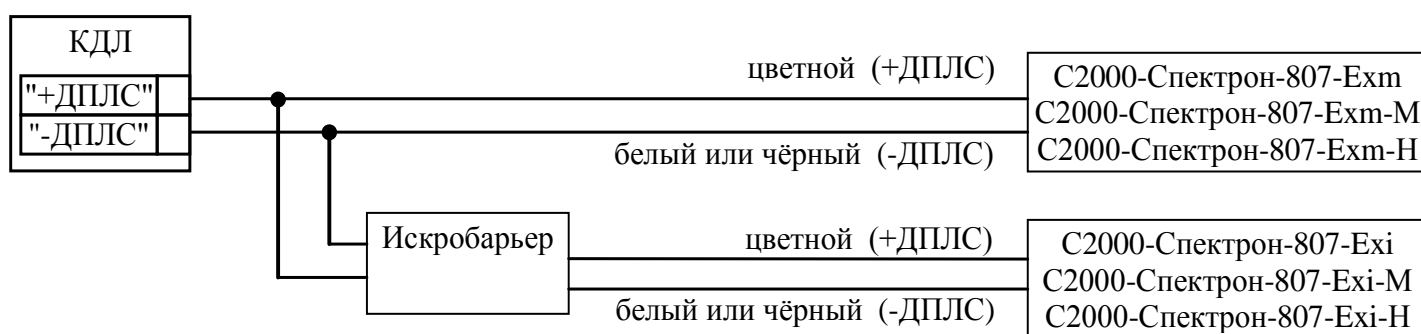 КДЛ
"+ДПЛС"
"-ДПЛС"
цветной (+ДПЛС)
белый или чёрный (-ДПЛС)
С2000-Спектрон-807-Exm
С2000-Спектрон-807-Exm-М
С2000-Спектрон-807-Exm-Н
Искробарьер
цветной (+ДПЛС)
белый или чёрный (-ДПЛС)
С2000-Спектрон-807-Exi
С2000-Спектрон-807-Exi-М
С2000-Спектрон-807-Exi-Н